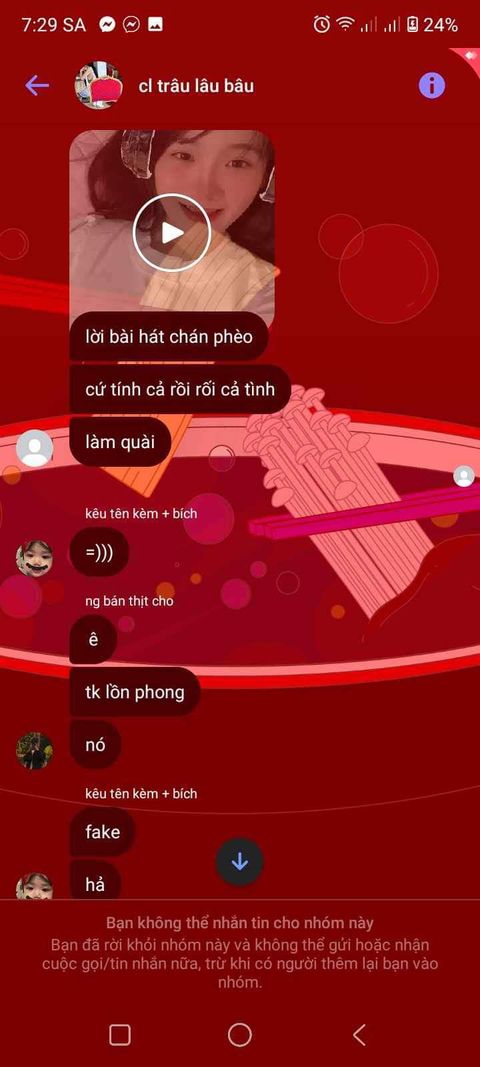 7:29 SA
24%
cl trâu lâu bâu
lời bài hát chán phèo
cứ tính cả rồi rối cả tình
làm quài
kêu tên kèm + bích
=)))
ng bán thịt cho
ê
tk lồn phong
nó
kêu tên kèm + bích
fake
hả
Bạn không thể nhắn tin cho nhóm này
Bạn đã rời khỏi nhóm này và không thể gửi hoặc nhận
cuộc gọi/tin nhắn nữa, trừ khi có người thêm lại bạn vào
nhóm.